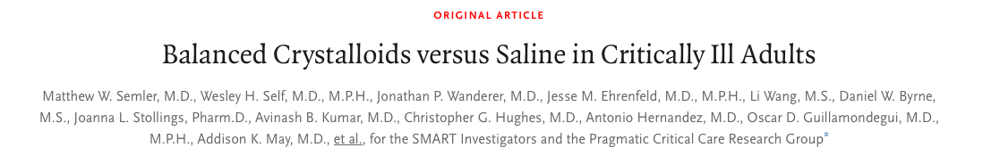 ORIGINAL ARTICLE
Balanced Crystalloids versus Saline in Critically Ill Adults
Matthew W. Semler, M.D., Wesley H. Self, M.D., M.P.H., Jonathan P. Wanderer, M.D., Jesse M. Ehrenfeld, M.D., M.P.H., Li Wang, M.S., Daniel W. Byrne,
M.S., Joanna L. Stollings, Pharm.D., Avinash B. Kumar, M.D., Christopher G. Hughes, M.D., Antonio Hernandez, M.D., Oscar D. Guillamondegui, M.D.,
M.P.H., Addison K. May, M.D., et al., for the SMART Investigators and the Pragmatic Critical Care Research Group*